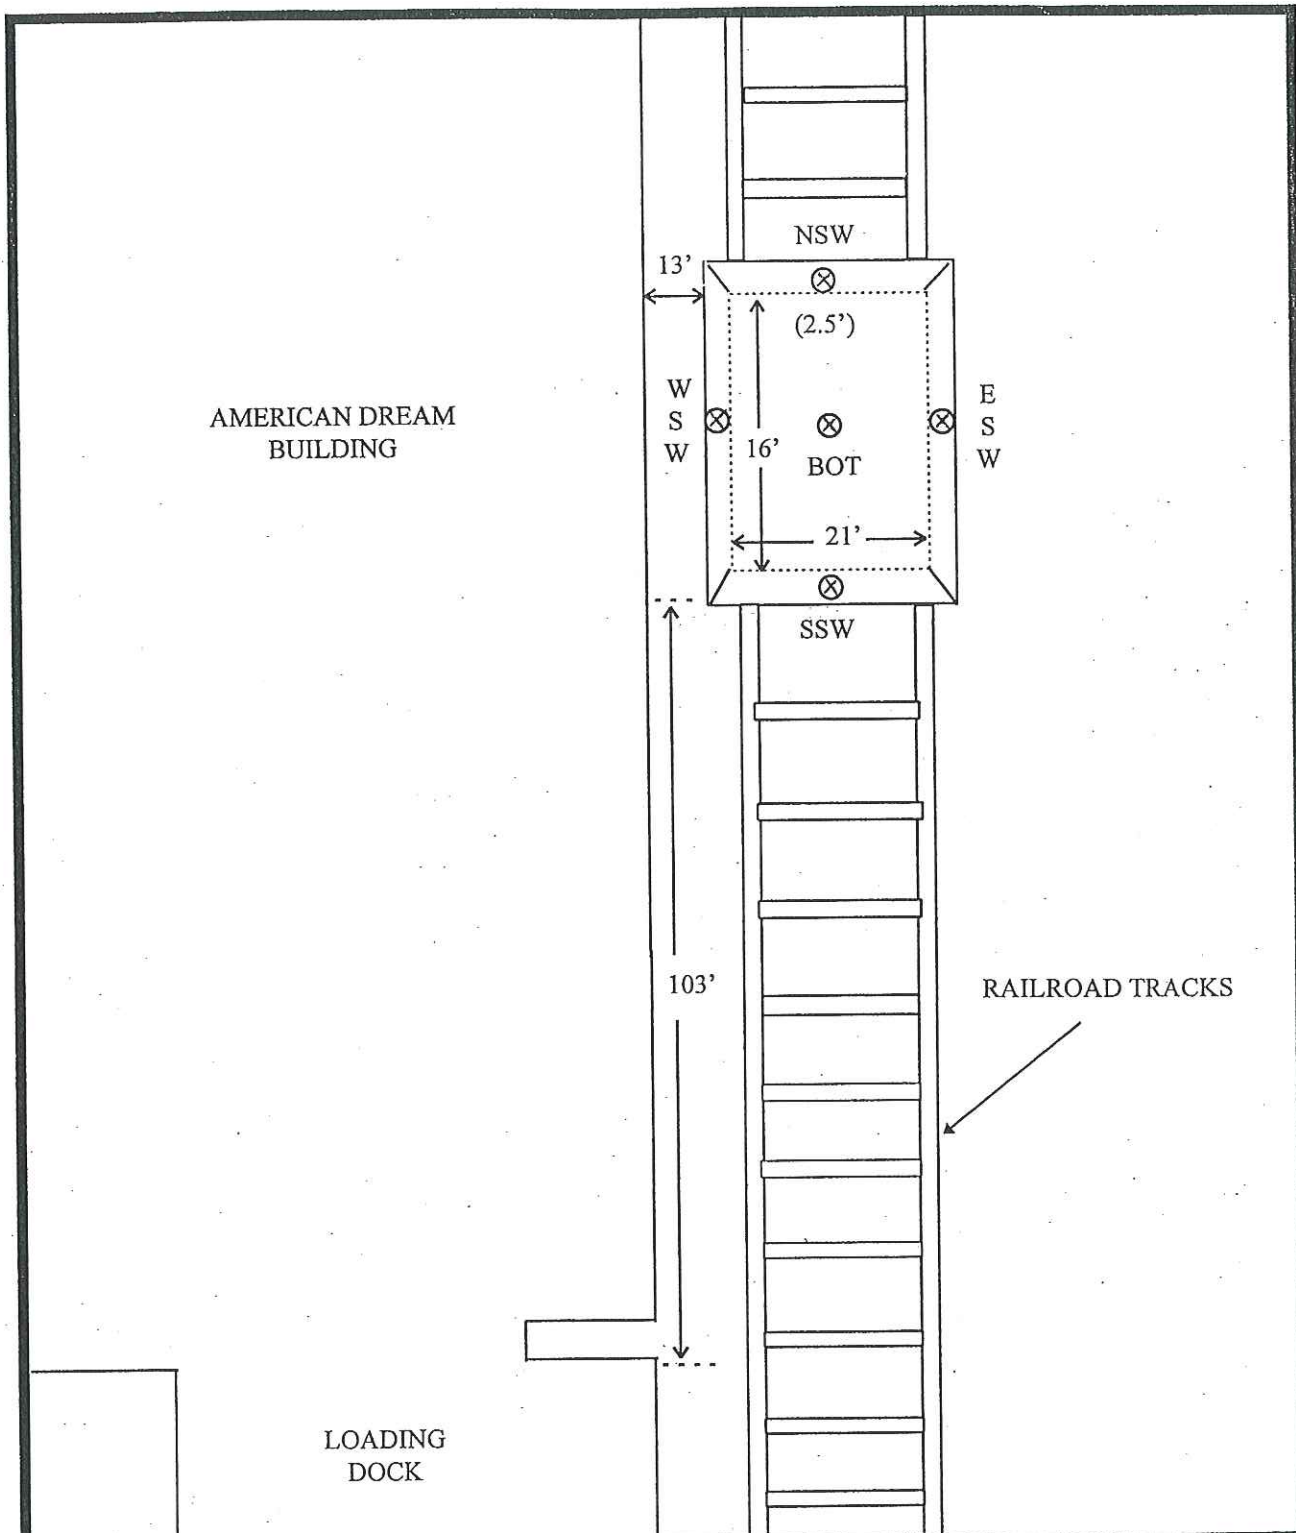 NSW
13’
(2.5’)
W
S
W
E
S
W
AMERICAN DREAM
BUILDING
16’
BOT
21’
SSW
103’
RAILROAD TRACKS
LOADING
DOCK